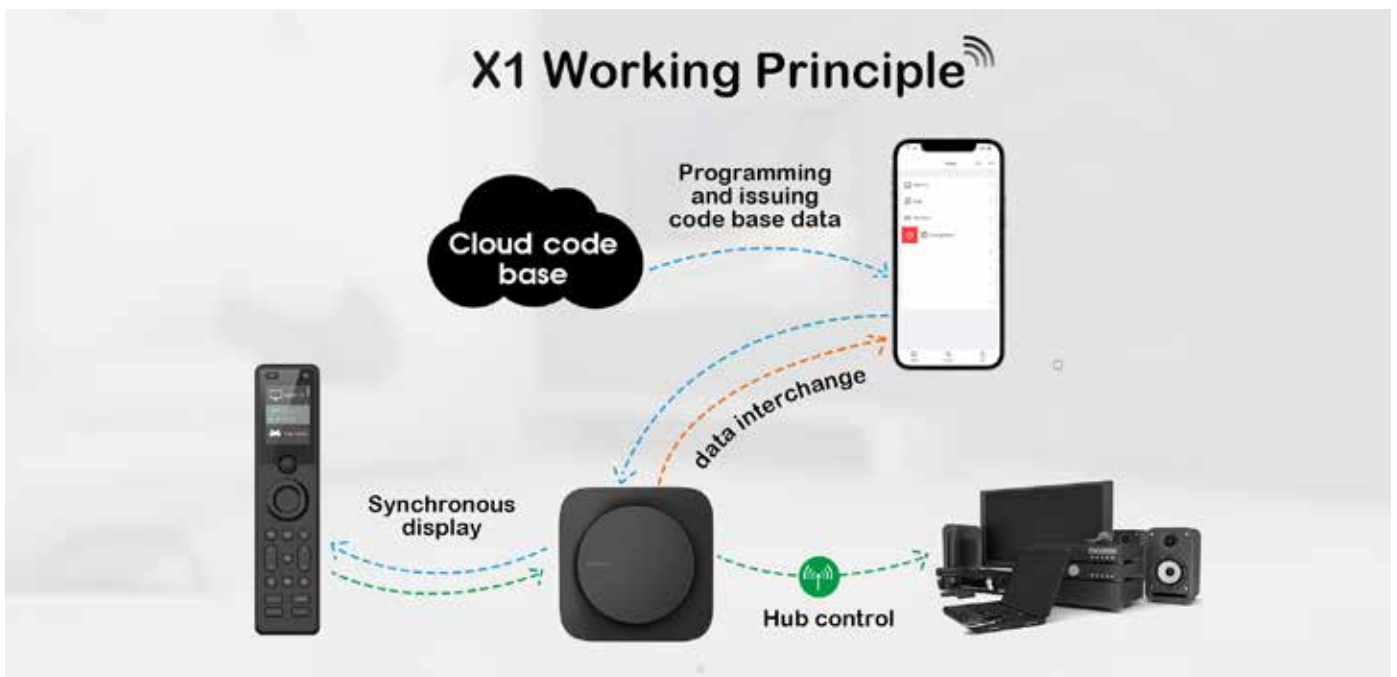 X1 Working Principle
Programming
and issuing
code base data
Cloud code
base
data interchange
Synchronous
display
Hub control